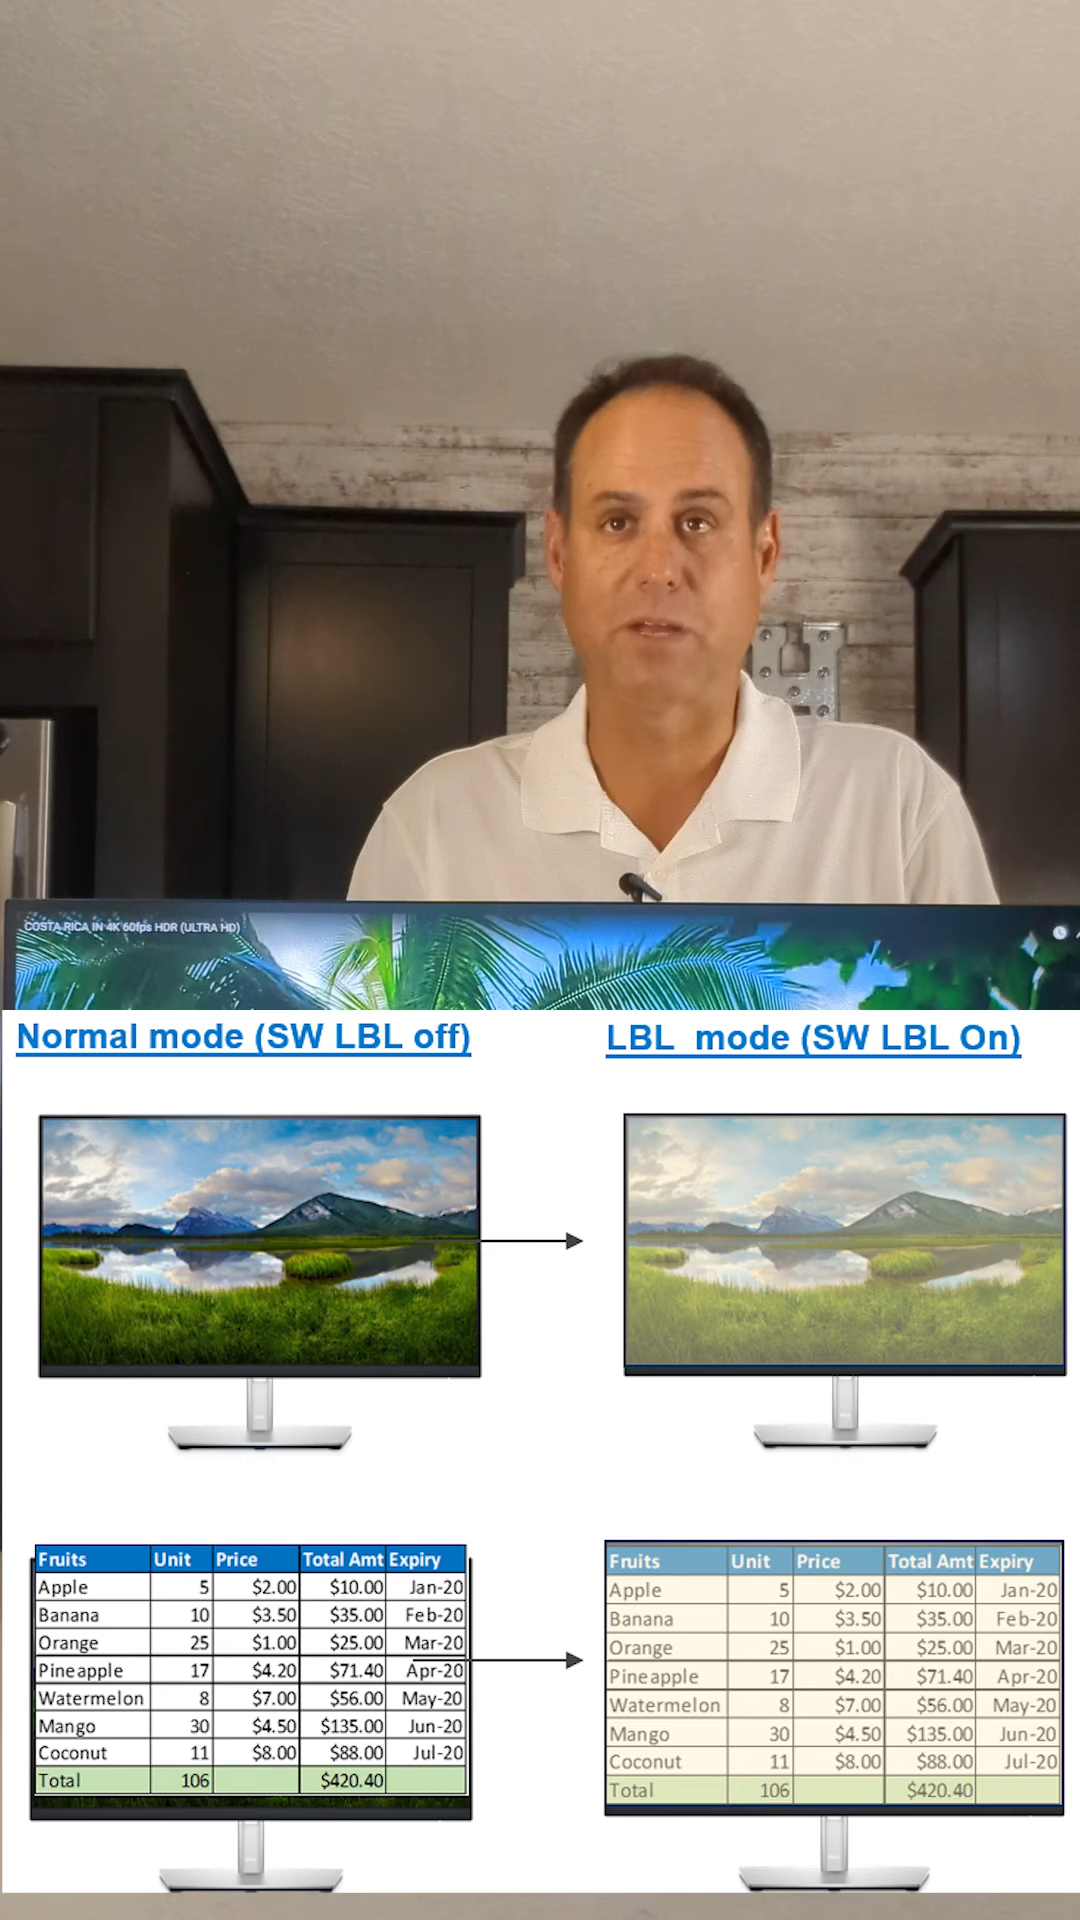 COSTA RICA IN 4K 60fps HDR (ULTRA HD)
Normal mode (SW LBL off)
LBL mode (SW LBL On)
Fruits Unit Price Total Amt Expiry
Apple 5 $2.00 $10.00 Jan-20
Banana 10 $3.50 $35.00 Feb-20
Orange 25 $1.00 $25.00 Mar-20
Pineapple 17 $4.20 $71.40 Apr-20
Watermelon 8 $7.00 $56.00 May-20
Mango 30 $4.50 $135.00 Jun-20
Coconut 11 $8.00 $88.00 Jul-20
Total 106 $420.40
Fruits Unit Price Total Amt Expiry
Apple 5 $2.00 $10.00 Jan-20
Banana 10 $3.50 $35.00 Feb-20
Orange 25 $1.00 $25.00 Mar-20
Pineapple 17 $4.20 $71.40 Apr-20
Watermelon 8 $7.00 $56.00 May-20
Mango 30 $4.50 $135.00 Jun-20
Coconut 11 $8.00 $88.00 Jul-20
Total 106 $420.40